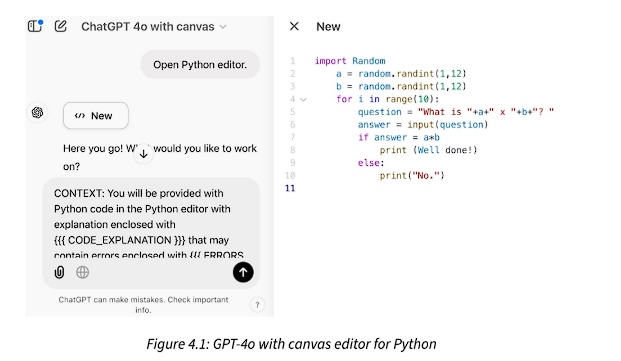 ChatGPT 4o with canvas
Open Python editor.
New
Here you go! would you like to work
on?
CONTEXT: You will be provided with
Python code in the Python editor with
explanation enclosed with
{{{ CODE_EXPLANATION }}} that may
contain errors enclosed with {{{ ERRORS
ChatGPT can make mistakes. Check important
info.
?
New
1 import Random
2 a = random.randint(1,12)
3 b = random.randint(1,12)
4 for i in range(10):
5 question = "What is "+a+" x "+b+"? "
6 answer = input(question)
7 if answer = a*b
8 print (Well done!)
9 else:
10 print("No.")
11
Figure 4.1: GPT-4o with canvas editor for Python